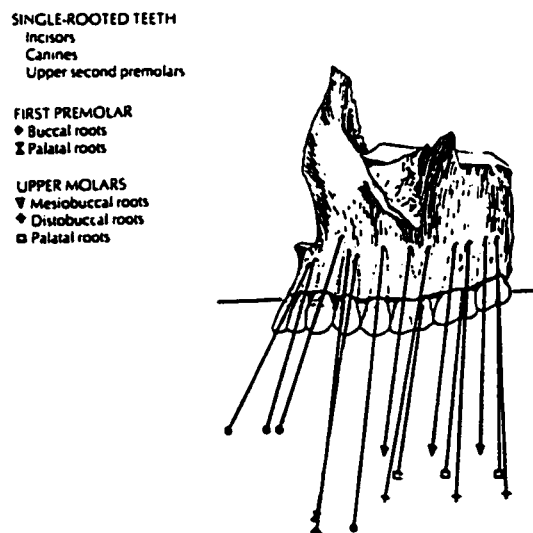 SINGLE-ROOTED TEETH
Incisors
Canines
Upper second premolars
FIRST PREMOLAR
Buccal roots
Palatal roots
UPPER MOLARS
Mesiobuccal roots
Distobuccal roots
Palatal roots